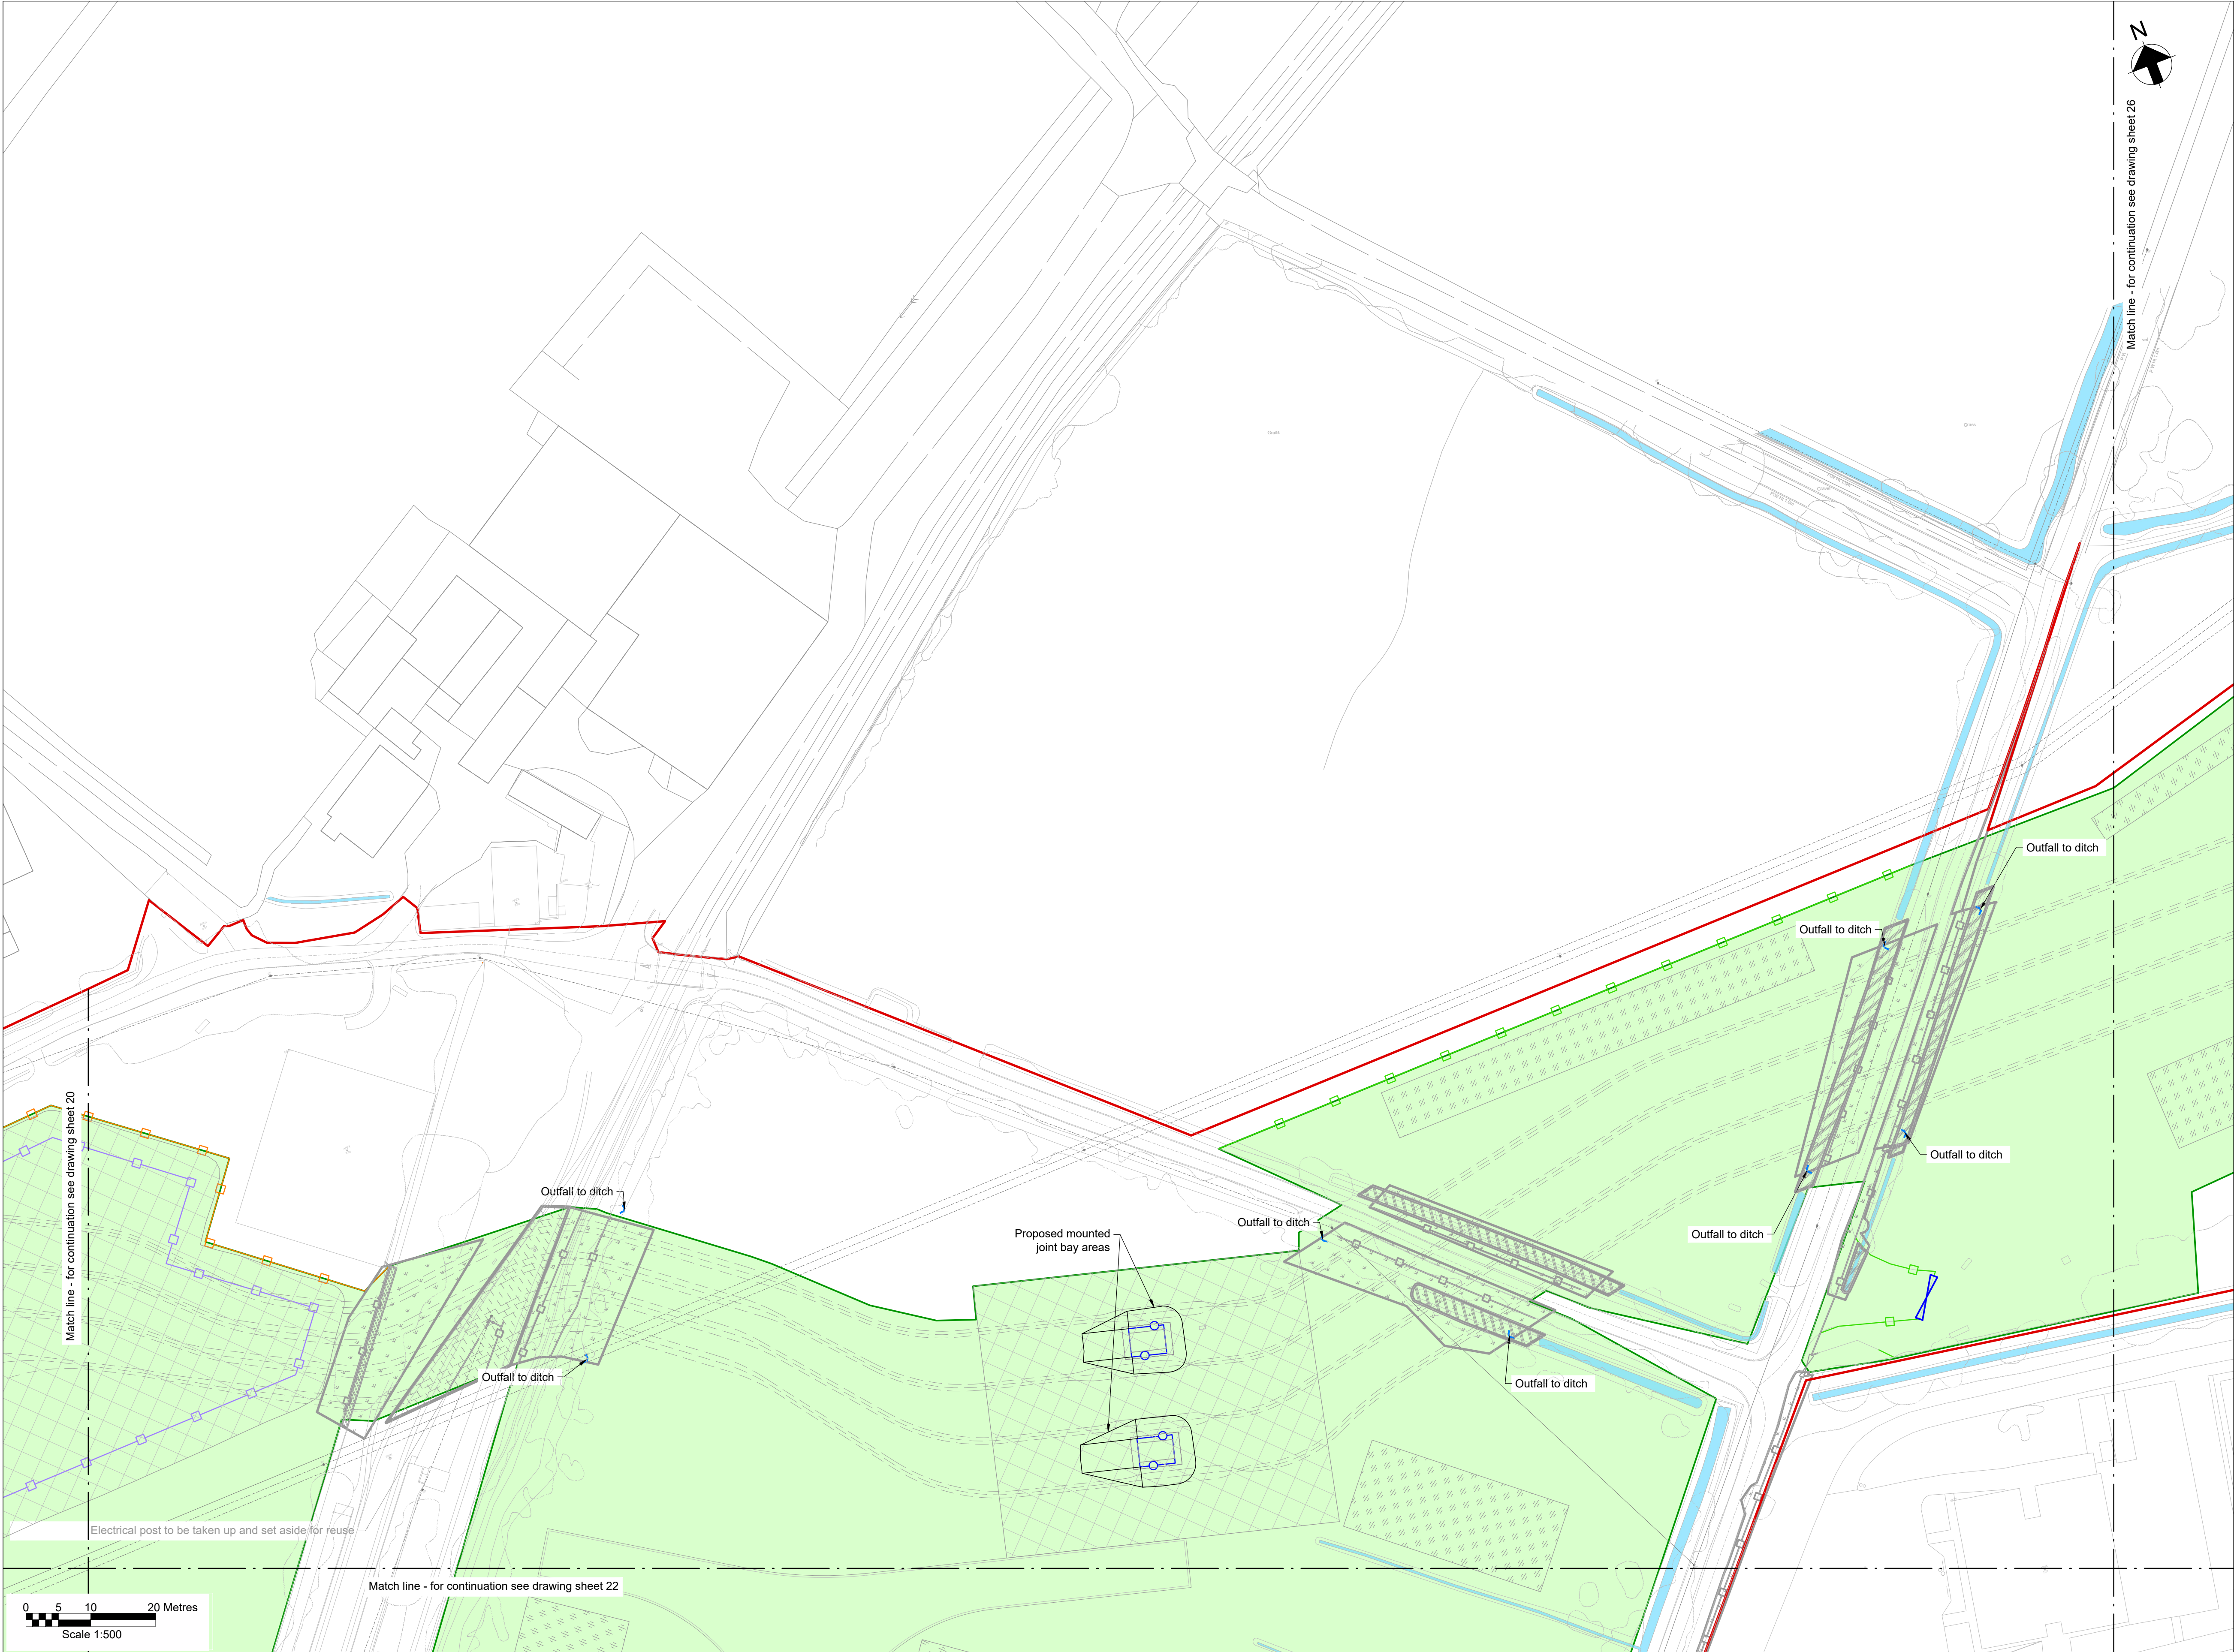 N
Match line - for continuation see drawing sheet 26
Outfall to ditch
Outfall to ditch
Match line - for continuation see drawing sheet 20
Outfall to ditch
Outfall to ditch
Outfall to ditch
Proposed mounted
joint bay areas
Outfall to ditch
Outfall to ditch
Outfall to ditch
Electrical post to be taken up and set aside for reuse
Match line - for continuation see drawing sheet 22
0 5 10 20 Metres
Scale 1:500